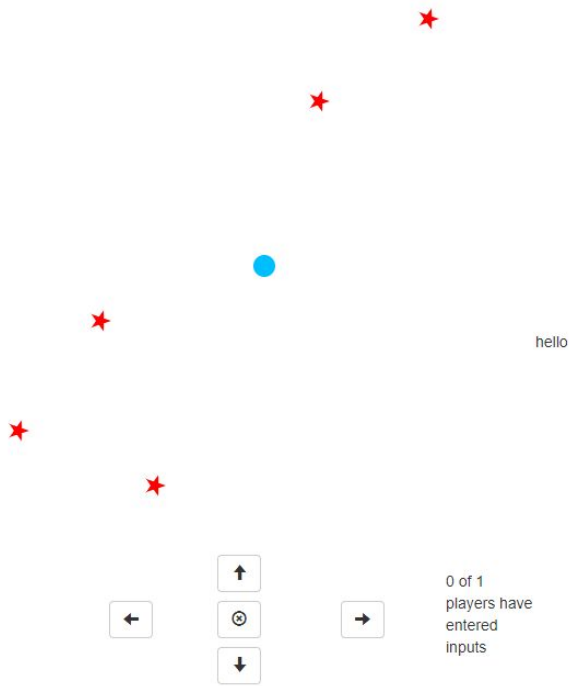 hello
0 of 1
players have
entered
inputs